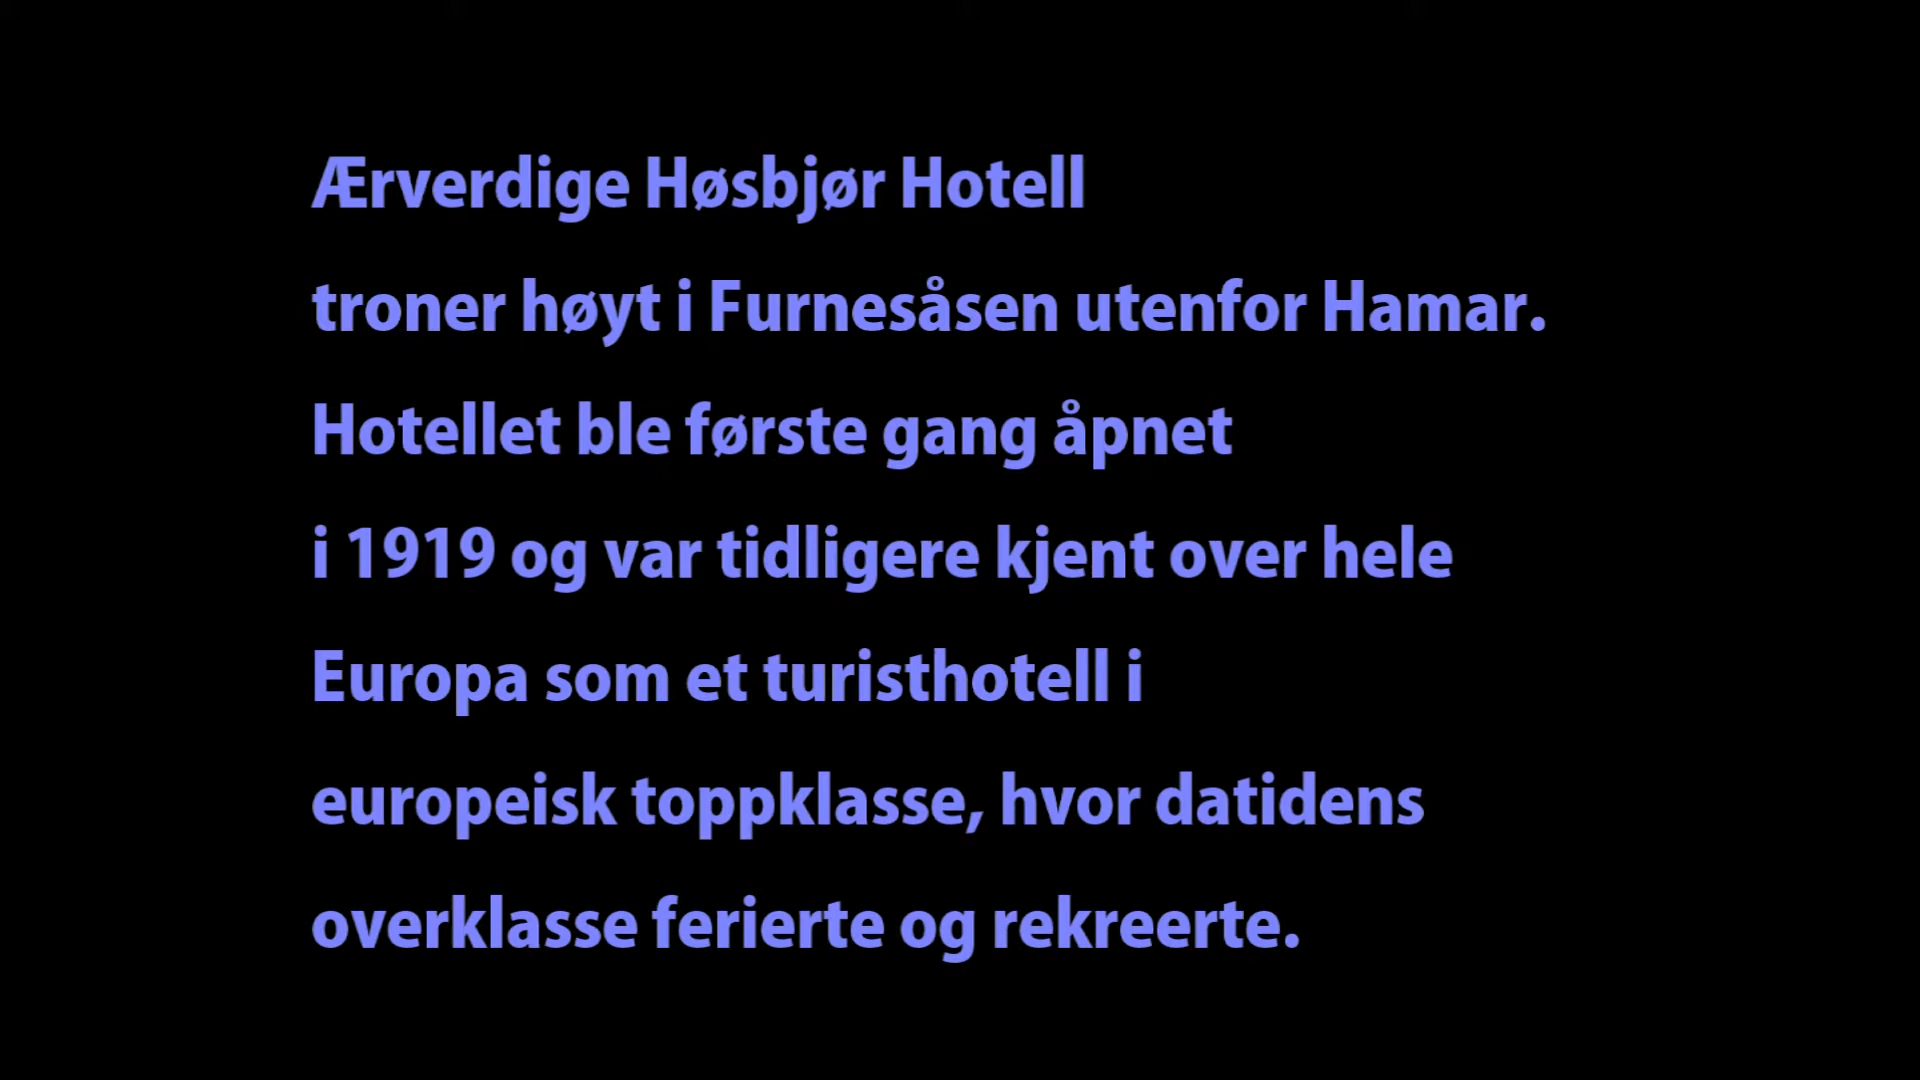 Ærverdige Høsbjør Hotell
troner høyt i Furnesåsen utenfor Hamar.
Hotellet ble første gang åpnet
i 1919 og var tidligere kjent over hele
Europa som et turisthotell i
europeisk toppklasse, hvor datidens
overklasse ferierte og rekreerte.